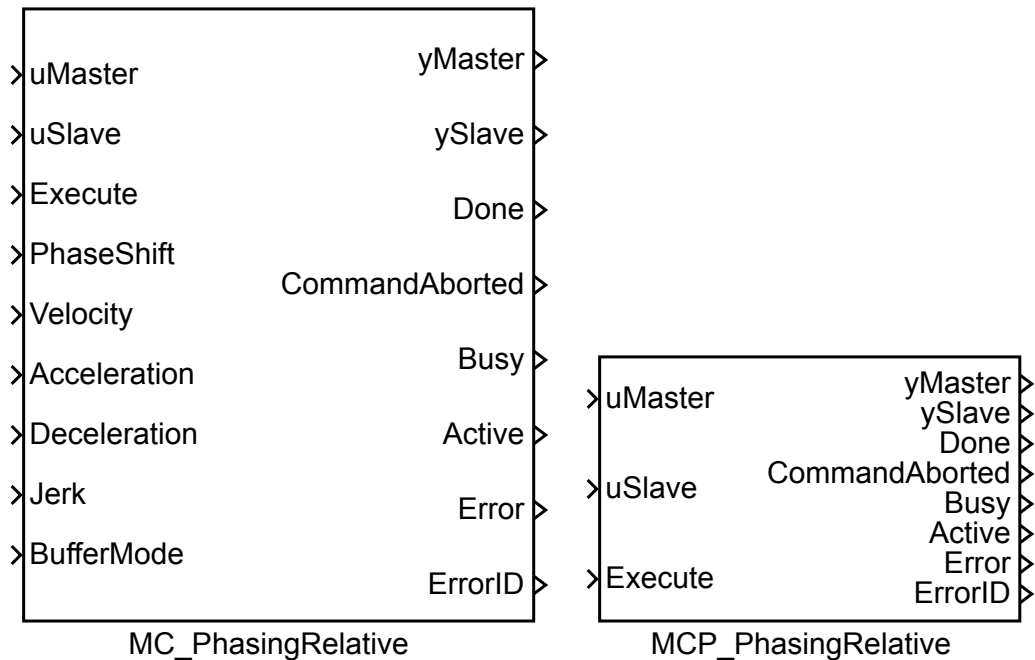 uMaster
uSlave
Execute
PhaseShift
Velocity
Acceleration
Deceleration
Jerk
BufferMode
yMaster
ySlave
Done
CommandAborted
Busy
Active
Error
ErrorID
MC_PhasingRelative
uMaster
uSlave
Execute
yMaster
ySlave
Done
CommandAborted
Busy
Active
Error
ErrorID
MCP_PhasingRelative